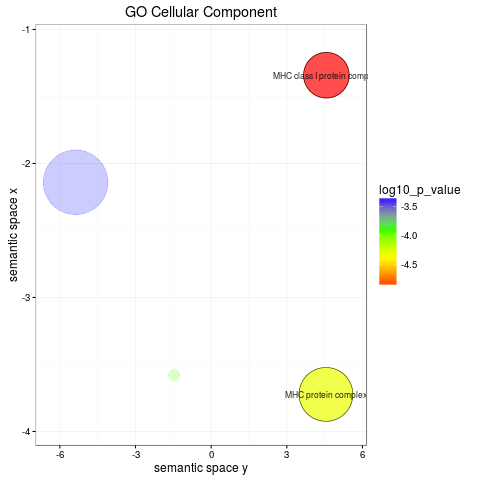 GO Cellular Component
-1
-2
-3
-4
semantic space x
MHC class I protein comp
MHC protein complex
-6
-3
0
3
6
semantic space y
log10_p_value
-3.5
-4.0
-4.5